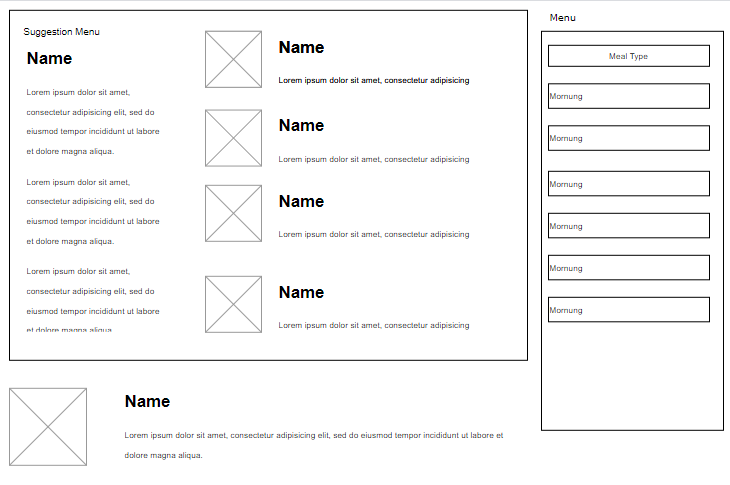 Suggestion Menu
Name
Lorem ipsum dolor sit amet,
consectetur adipisicing elit, sed do
eiusmod tempor incididunt ut labore
et dolore magna aliqua.
Lorem ipsum dolor sit amet,
consectetur adipisicing elit, sed do
eiusmod tempor incididunt ut labore
et dolore magna aliqua.
Lorem ipsum dolor sit amet,
consectetur adipisicing elit, sed do
eiusmod tempor incididunt ut labore
et dolore magna aliqua.
Name
Lorem ipsum dolor sit amet, consectetur adipisicing
Name
Lorem ipsum dolor sit amet, consectetur adipisicing
Name
Lorem ipsum dolor sit amet, consectetur adipisicing
Name
Lorem ipsum dolor sit amet, consectetur adipisicing
Name
Lorem ipsum dolor sit amet, consectetur adipisicing elit, sed do eiusmod tempor incididunt ut labore et
dolore magna aliqua.
Menu
Meal Type
Mornung
Mornung
Mornung
Mornung
Mornung
Mornung